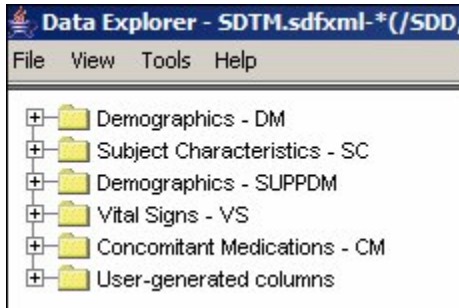 Data Explorer - SDTM.sdfxml-*(/SDD,
File View Tools Help
Demographics - DM
Subject Characteristics - SC
Demographics - SUPPDM
Vital Signs - VS
Concomitant Medications - CM
User-generated columns